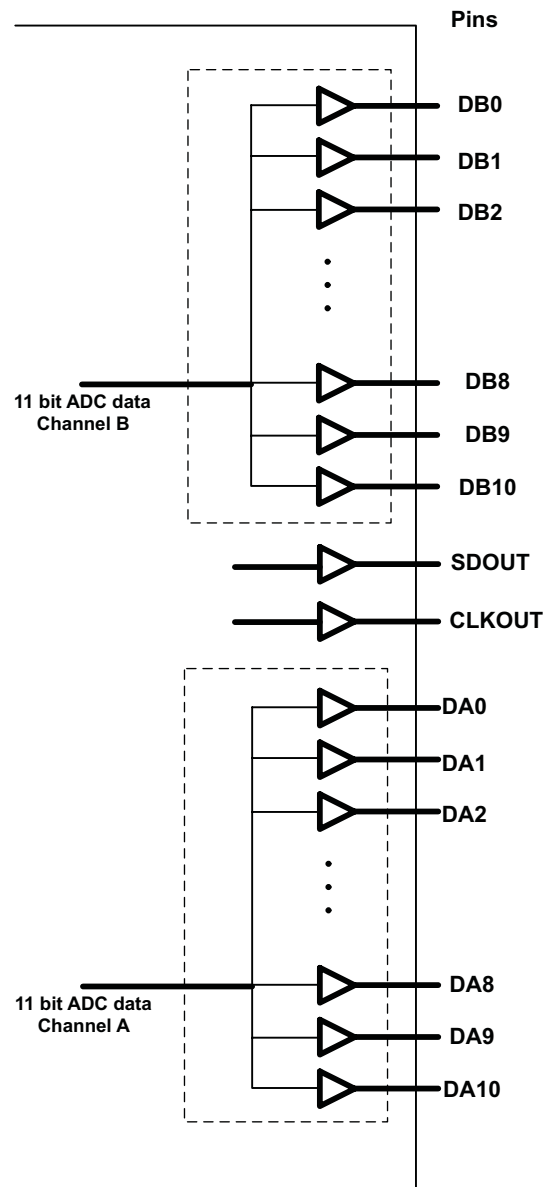 Pins
DB0
DB1
DB2
DB8
11 bit ADC data
Channel B
DB9
DB10
SDOUT
CLKOUT
DA0
DA1
DA2
DA8
11 bit ADC data
Channel A
DA9
DA10